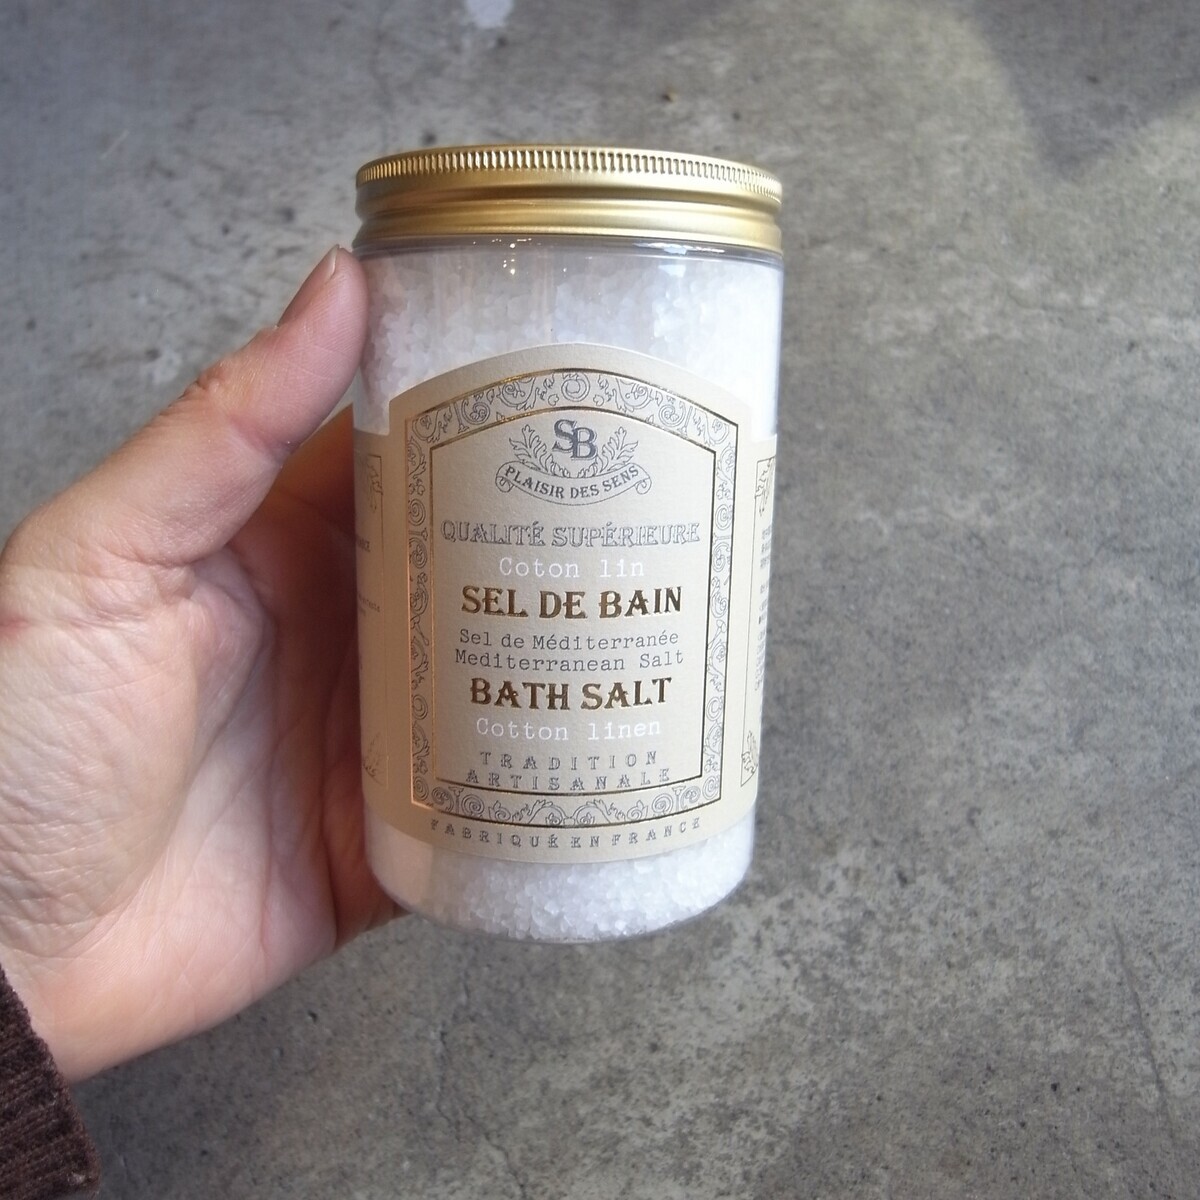 SB
PLAISIR DES SENS
QUALITÉ SUPÉRIEURE
Coton lin
SEL DE BAIN
Sel de Méditerranée
Mediterranean Salt
BATH SALT
Cotton linen
TRADITION
ARTISANALE
FABRIQUÉ EN FRANCE